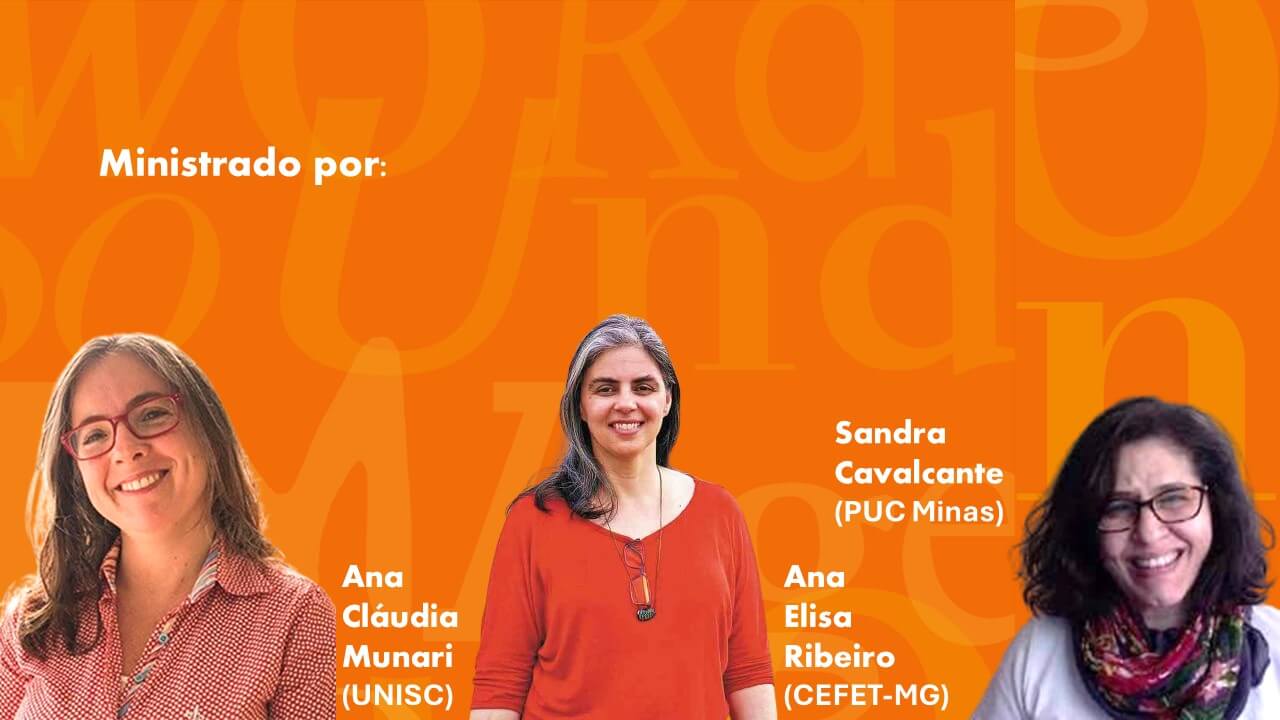 Ministrado por:
Ana
Cláudia
Munari
(UNISC)
Ana
Elisa
Ribeiro
(CEFET-MG)
Sandra
Cavalcante
(PUC Minas)